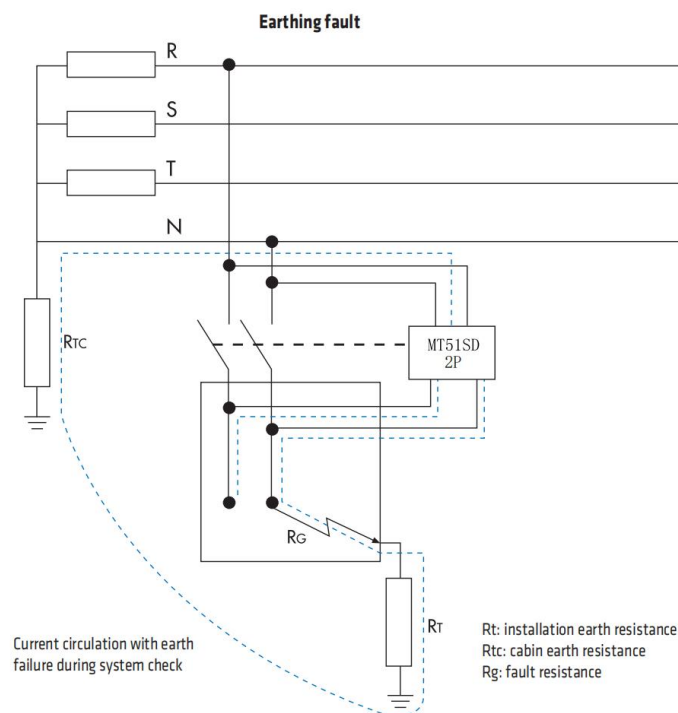 Earthing fault
R
S
T
N
RTC
MT51SD
2P
RG
RT
Current circulation with earth
failure during system check
Rt: installation earth resistance
Rtc: cabin earth resistance
Rg: fault resistance